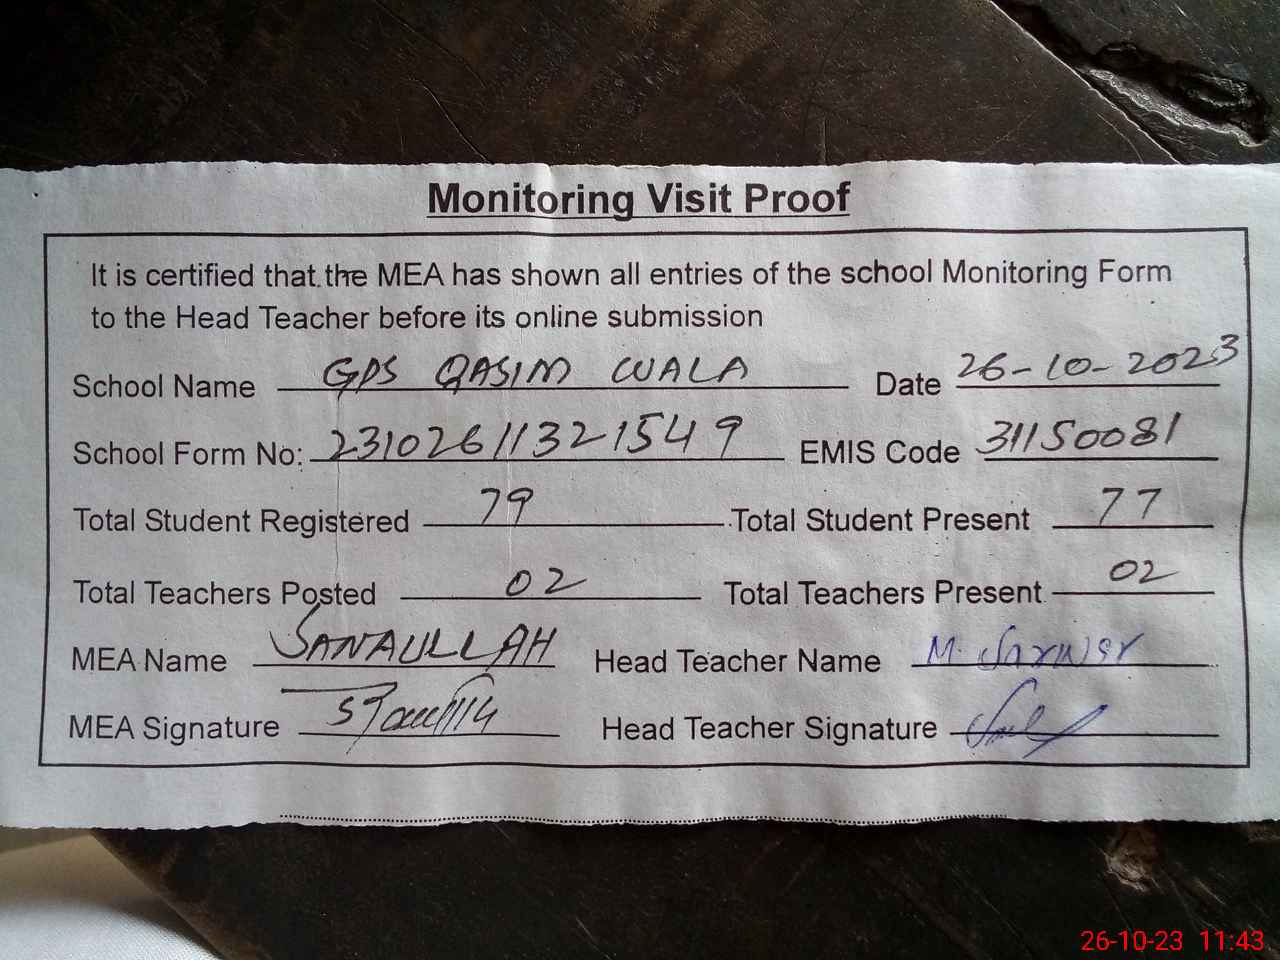 Monitoring Visit Proof
It is certified that the MEA has shown all entries of the school Monitoring Form
to the Head Teacher before its online submission
School Name GPS QASIM WALA Date 26-10-2023
School Form No: 23102611321549 EMIS Code 31150081
Total Student Registered 79 Total Student Present 77
Total Teachers Posted 02 Total Teachers Present 02
MEA Name SANAULLAH Head Teacher Name M. Sarwar
MEA Signature Head Teacher Signature
26-10-23 11:43